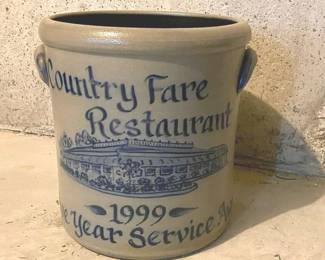 Country Fare
Restaurant
1999
Year Service